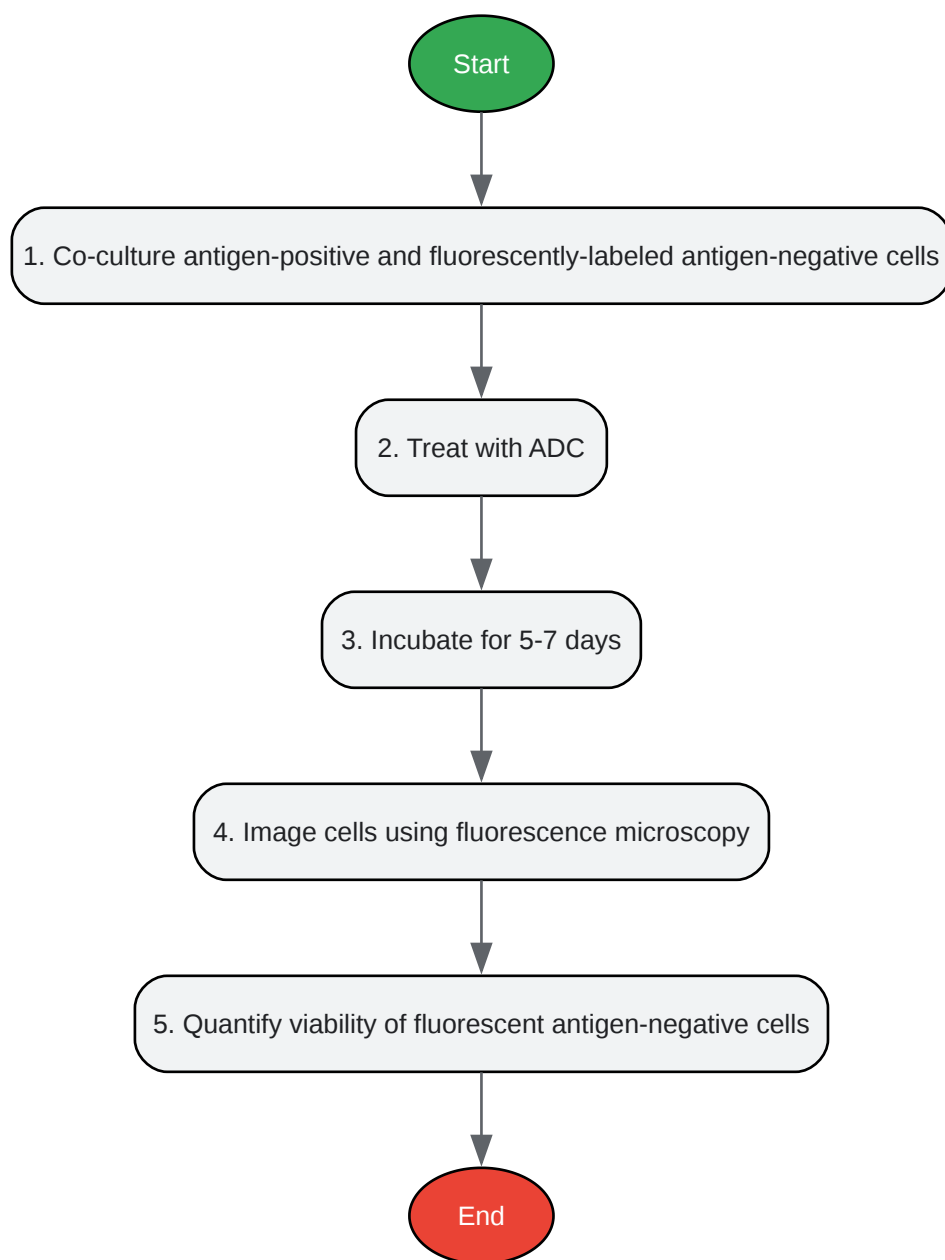 Start
1. Co-culture antigen-positive and fluorescently-labeled antigen-negative cells
2. Treat with ADC
3. Incubate for 5-7 days
4. Image cells using fluorescence microscopy
5. Quantify viability of fluorescent antigen-negative cells
End